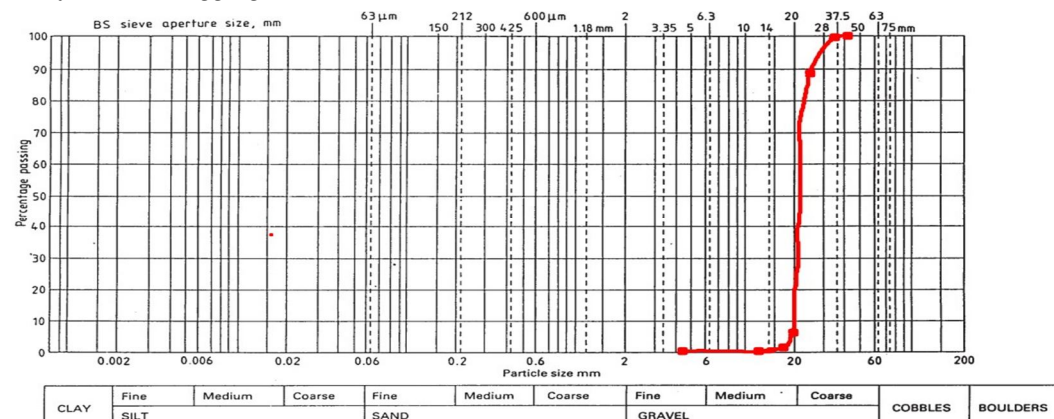 BS sieve aperture size, mm
63 μm 212 600 μm 2 6.3 20 37.5 63
150 300 425 1.18 mm 3.35 5 10 14 28 50 75 mm
100
90
80
70
60
50
40
30
20
10
0
Percentage passing
0.002 0.006 0.02 0.06 0.2 0.6 2 6 20 60 200
Particle size mm
CLAY Fine Medium Coarse Fine Medium Coarse Fine Medium Coarse COBBLES BOULDERS
SILT SAND GRAVEL